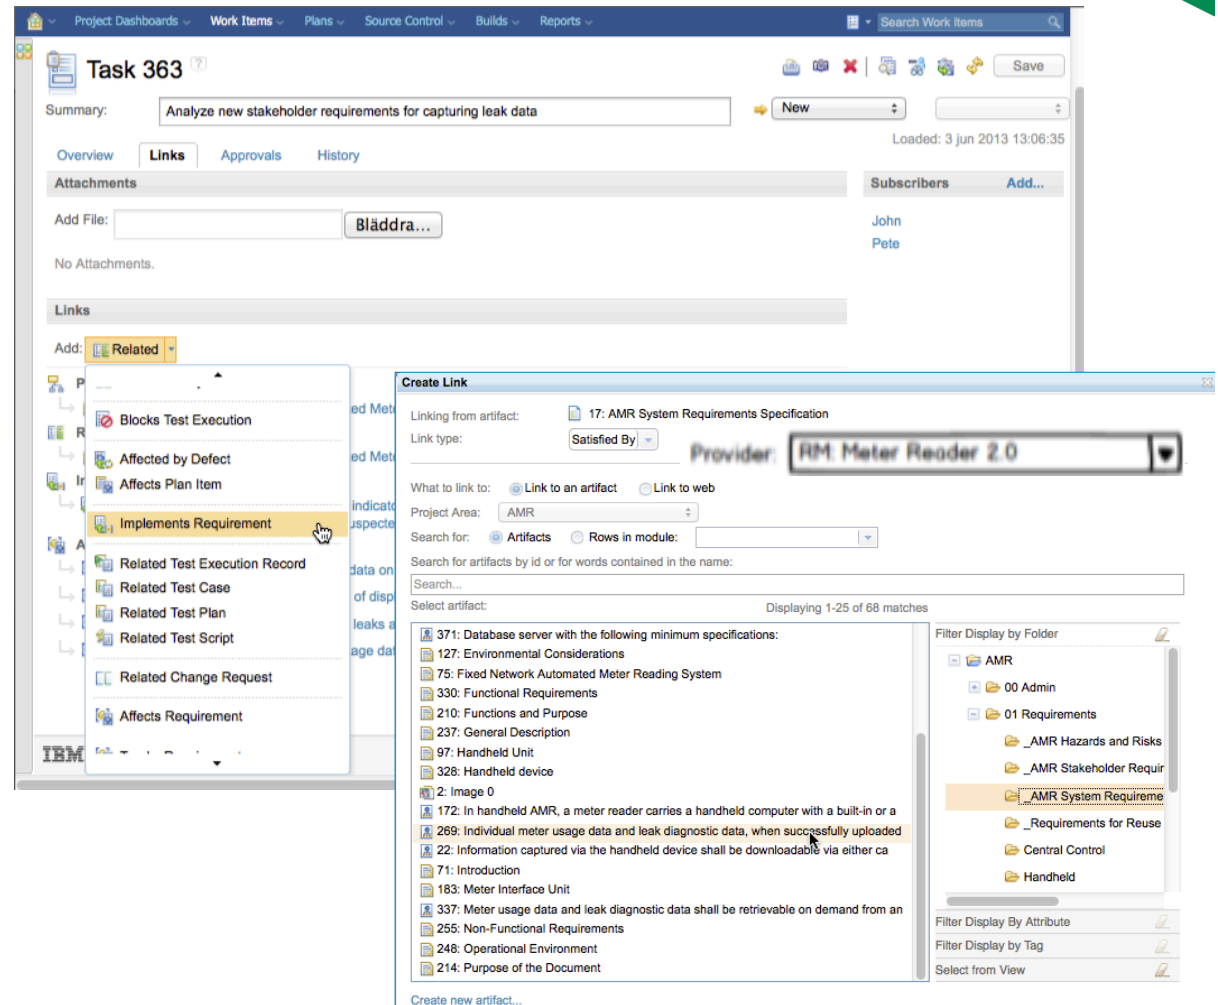 Project Dashboards
Work Items
Plans
Source Control
Builds
Reports
Search Work Items
Task 363
?
Save
Summary:
Analyze new stakeholder requirements for capturing leak data
New
Loaded: 3 jun 2013 13:06:35
Overview
Links
Approvals
History
Attachments
Subscribers
Add...
Add File:
Bläddra...
John
Pete
No Attachments.
Links
Add:
Related
Blocks Test Execution
Affected by Defect
Affects Plan Item
Implements Requirement
Related Test Execution Record
Related Test Case
Related Test Plan
Related Test Script
Related Change Request
Affects Requirement
P
R
A
ed Met
ed Met
indicat
data on
of disp
leaks a
age dat
IBM
Create Link
Linking from artifact:
17: AMR System Requirements Specification
Link type:
Satisfied By
Provider:
RM: Meter Reader 2.0
What to link to:
Link to an artifact
Link to web
Project Area:
AMR
Search for:
Artifacts
Rows in module:
Search for artifacts by id or for words contained in the name:
Search...
Select artifact:
Displaying 1-25 of 68 matches
371: Database server with the following minimum specifications:
127: Environmental Considerations
75: Fixed Network Automated Meter Reading System
330: Functional Requirements
210: Functions and Purpose
237: General Description
97: Handheld Unit
328: Handheld device
2: Image 0
172: In handheld AMR, a meter reader carries a handheld computer with a built-in or a
269: Individual meter usage data and leak diagnostic data, when successfully uploaded
22: Information captured via the handheld device shall be downloadable via either ca
71: Introduction
183: Meter Interface Unit
337: Meter usage data and leak diagnostic data shall be retrievable on demand from an
255: Non-Functional Requirements
248: Operational Environment
214: Purpose of the Document
Create new artifact...
Filter Display by Folder
AMR
00 Admin
01 Requirements
_AMR Hazards and Risks
_AMR Stakeholder Requir
_AMR System Requireme
_Requirements for Reuse
Central Control
Handheld
Filter Display By Attribute
Filter Display by Tag
Select from View